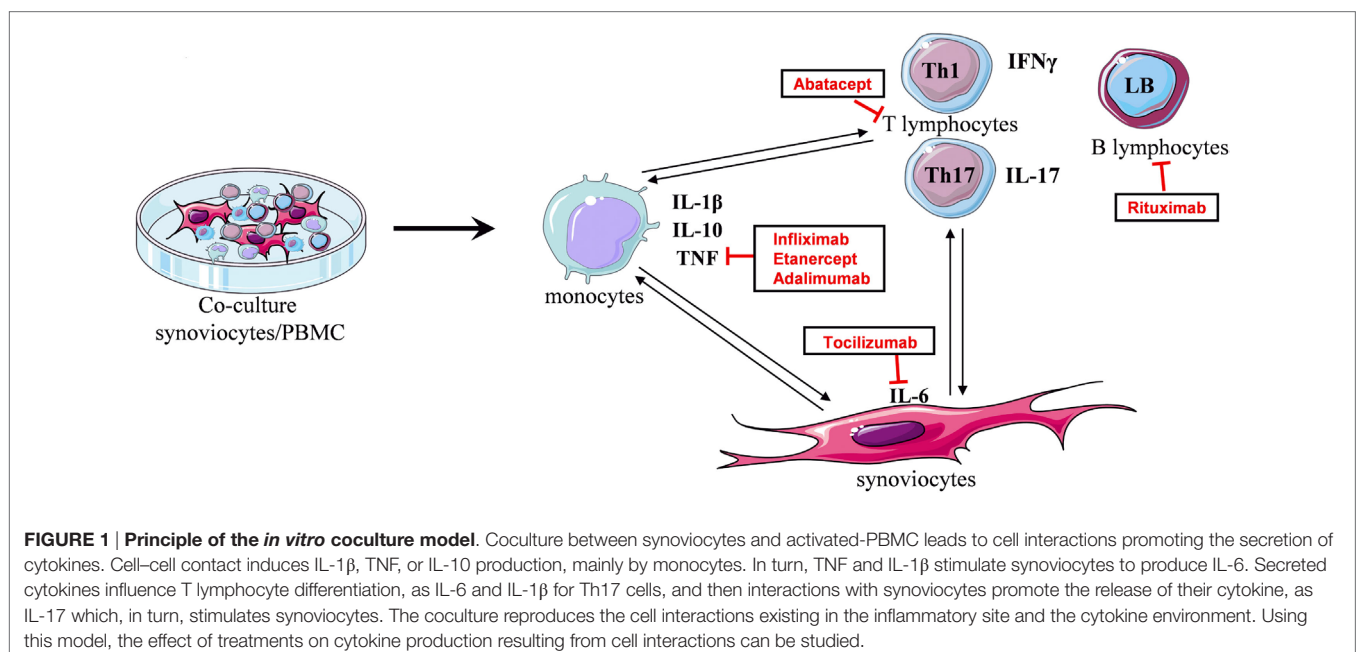 Th1
IFNγ
Abatacept
LB
T lymphocytes
B lymphocytes
Th17
IL-17
Rituximab
IL-1β
IL-10
TNF
Infliximab
Etanercept
Adalimumab
monocytes
Co-culture
synoviocytes/PBMC
Tocilizumab
IL-6
synoviocytes
FIGURE 1 | Principle of the in vitro coculture model. Coculture between synoviocytes and activated-PBMC leads to cell interactions promoting the secretion of
cytokines. Cell–cell contact induces IL-1β, TNF, or IL-10 production, mainly by monocytes. In turn, TNF and IL-1β stimulate synoviocytes to produce IL-6. Secreted
cytokines influence T lymphocyte differentiation, as IL-6 and IL-1β for Th17 cells, and then interactions with synoviocytes promote the release of their cytokine, as
IL-17 which, in turn, stimulates synoviocytes. The coculture reproduces the cell interactions existing in the inflammatory site and the cytokine environment. Using
this model, the effect of treatments on cytokine production resulting from cell interactions can be studied.